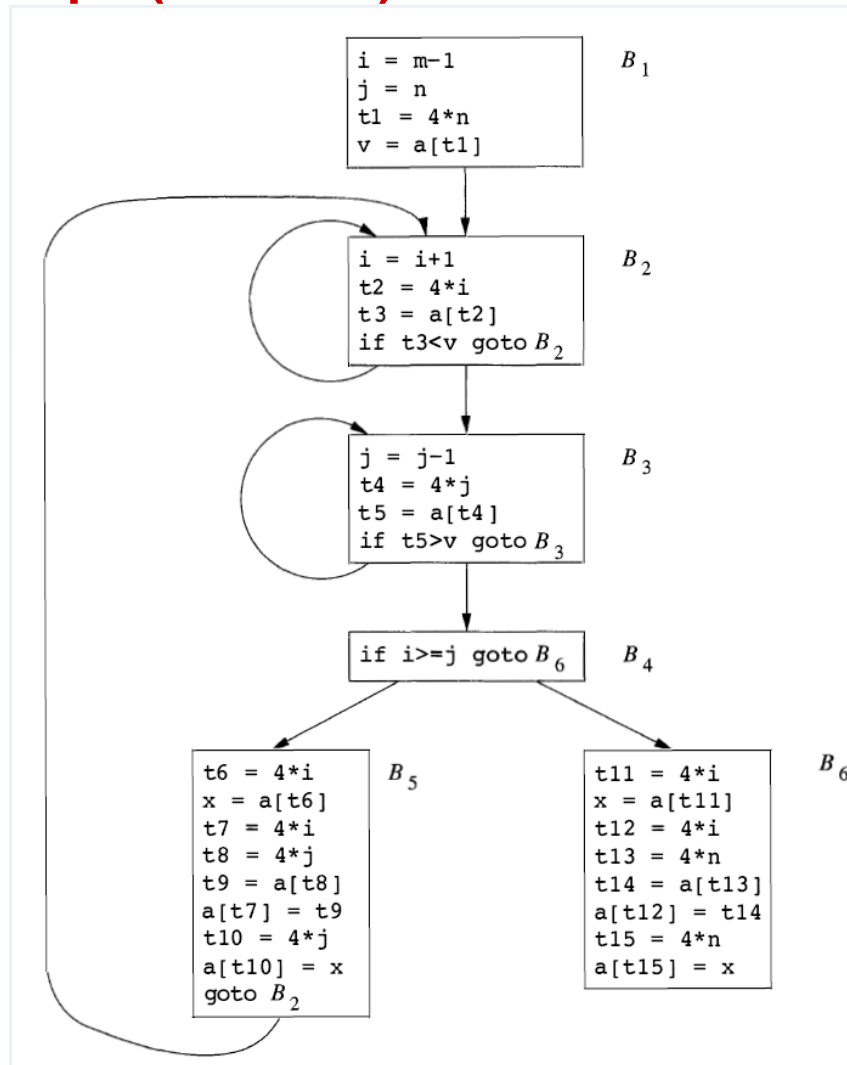 i = m-1
j = n
t1 = 4*n
v = a[t1]
B1
i = i+1
t2 = 4*i
t3 = a[t2]
if t3<v goto B2
B2
j = j-1
t4 = 4*j
t5 = a[t4]
if t5>v goto B3
B3
if i>=j goto B6
B4
t6 = 4*i
x = a[t6]
t7 = 4*i
t8 = 4*j
t9 = a[t8]
a[t7] = t9
t10 = 4*j
a[t10] = x
goto B2
B5
t11 = 4*i
x = a[t11]
t12 = 4*i
t13 = 4*n
t14 = a[t13]
a[t12] = t14
t15 = 4*n
a[t15] = x
B6